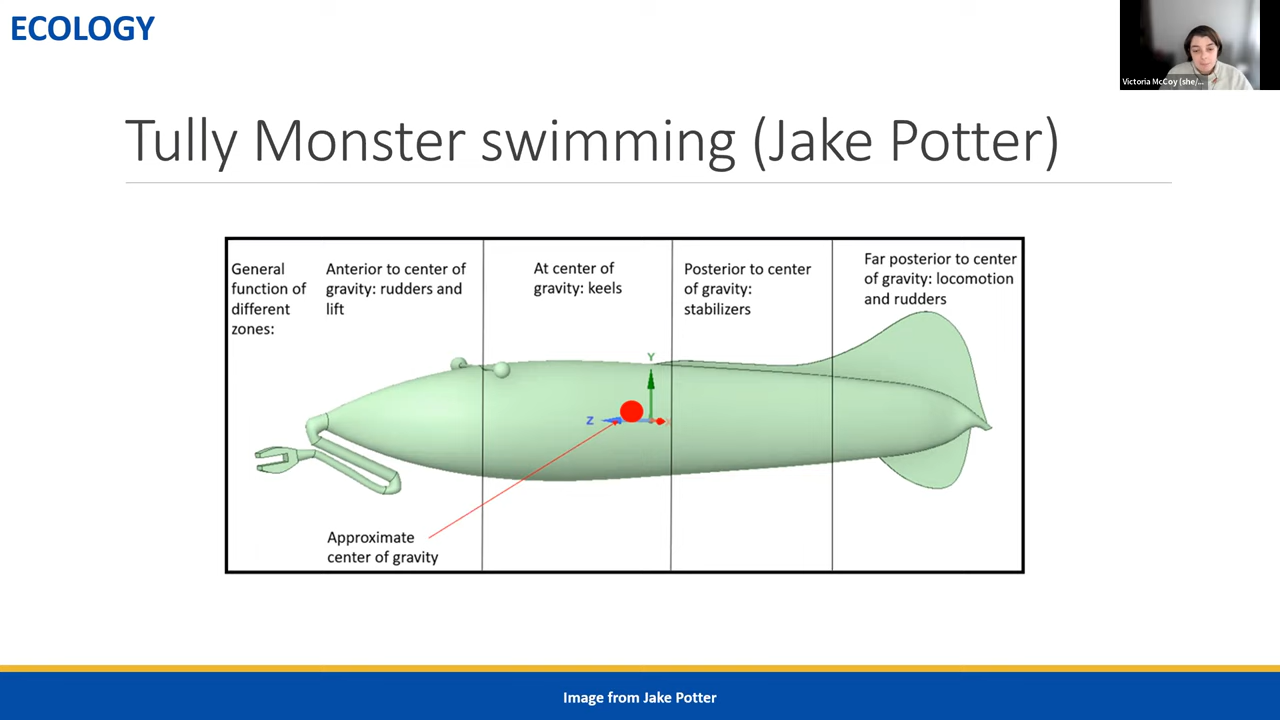 ECOLOGY
Victoria McCoy (she/...
Tully Monster swimming (Jake Potter)
General
function of
different
zones:
Anterior to center of
gravity: rudders and
lift
At center of
gravity: keels
Posterior to center
of gravity:
stabilizers
Far posterior to center
of gravity: locomotion
and rudders
Y
Z
Approximate
center of gravity
Image from Jake Potter